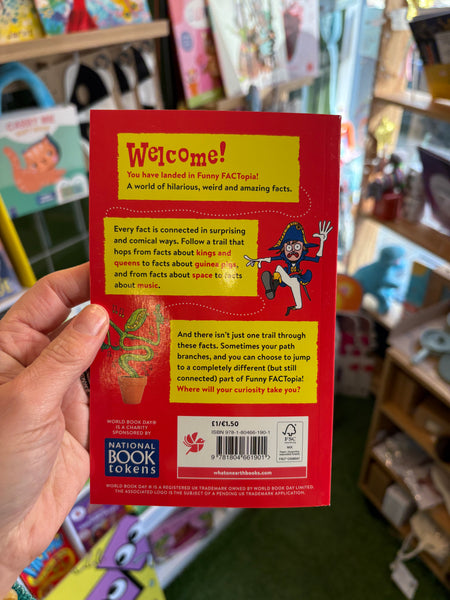 Welcome!
You have landed in Funny FACTopia!
A world of hilarious, weird and amazing facts.
Every fact is connected in surprising
and comical ways. Follow a trail that
hops from facts about kings and
queens to facts about guinea pigs,
and from facts about space to facts
about music.
And there isn't just one trail through
these facts. Sometimes your path
branches, and you can choose to jump
to a completely different (but still
connected) part of Funny FACTopia!
Where will your curiosity take you?
WORLD BOOK DAY®
IS A CHARITY
SPONSORED BY
NATIONAL
BOOK
tokens
£1/€1.50
ISBN 978-1-80466-190-1
9 781804 661901
FSC
MIX
whatonearthbooks.com
WORLD BOOK DAY® IS A REGISTERED UK TRADEMARK OWNED BY WORLD BOOK DAY LIMITED.
THE ASSOCIATED LOGO IS THE SUBJECT OF A PENDING UK TRADEMARK APPLICATION.